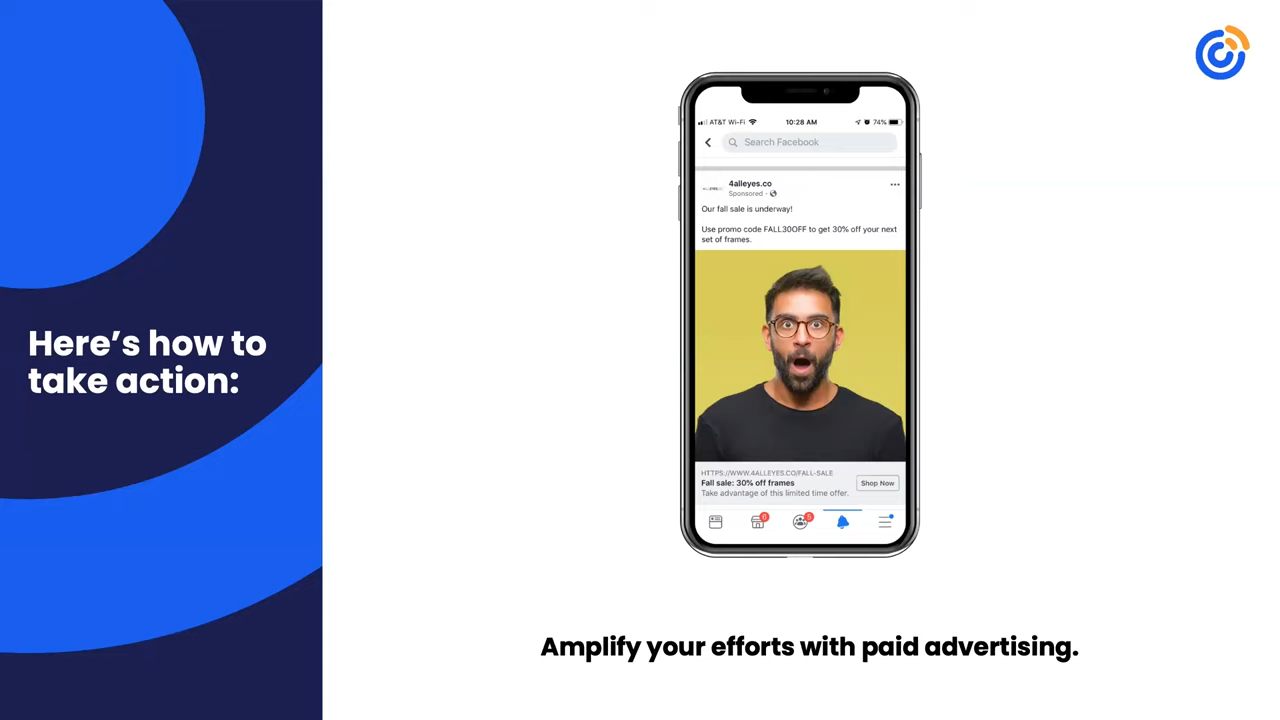 Here's how to
take action:
AT&T Wi-Fi 10:28 AM 74%
Search Facebook
4alleyes.co
Sponsored ·
Our fall sale is underway!
Use promo code FALL30OFF to get 30% off your next
set of frames.
HTTPS://WWW.4ALLEYES.CO/FALL-SALE
Fall sale: 30% off frames
Take advantage of this limited time offer.
Shop Now
6 5
Amplify your efforts with paid advertising.